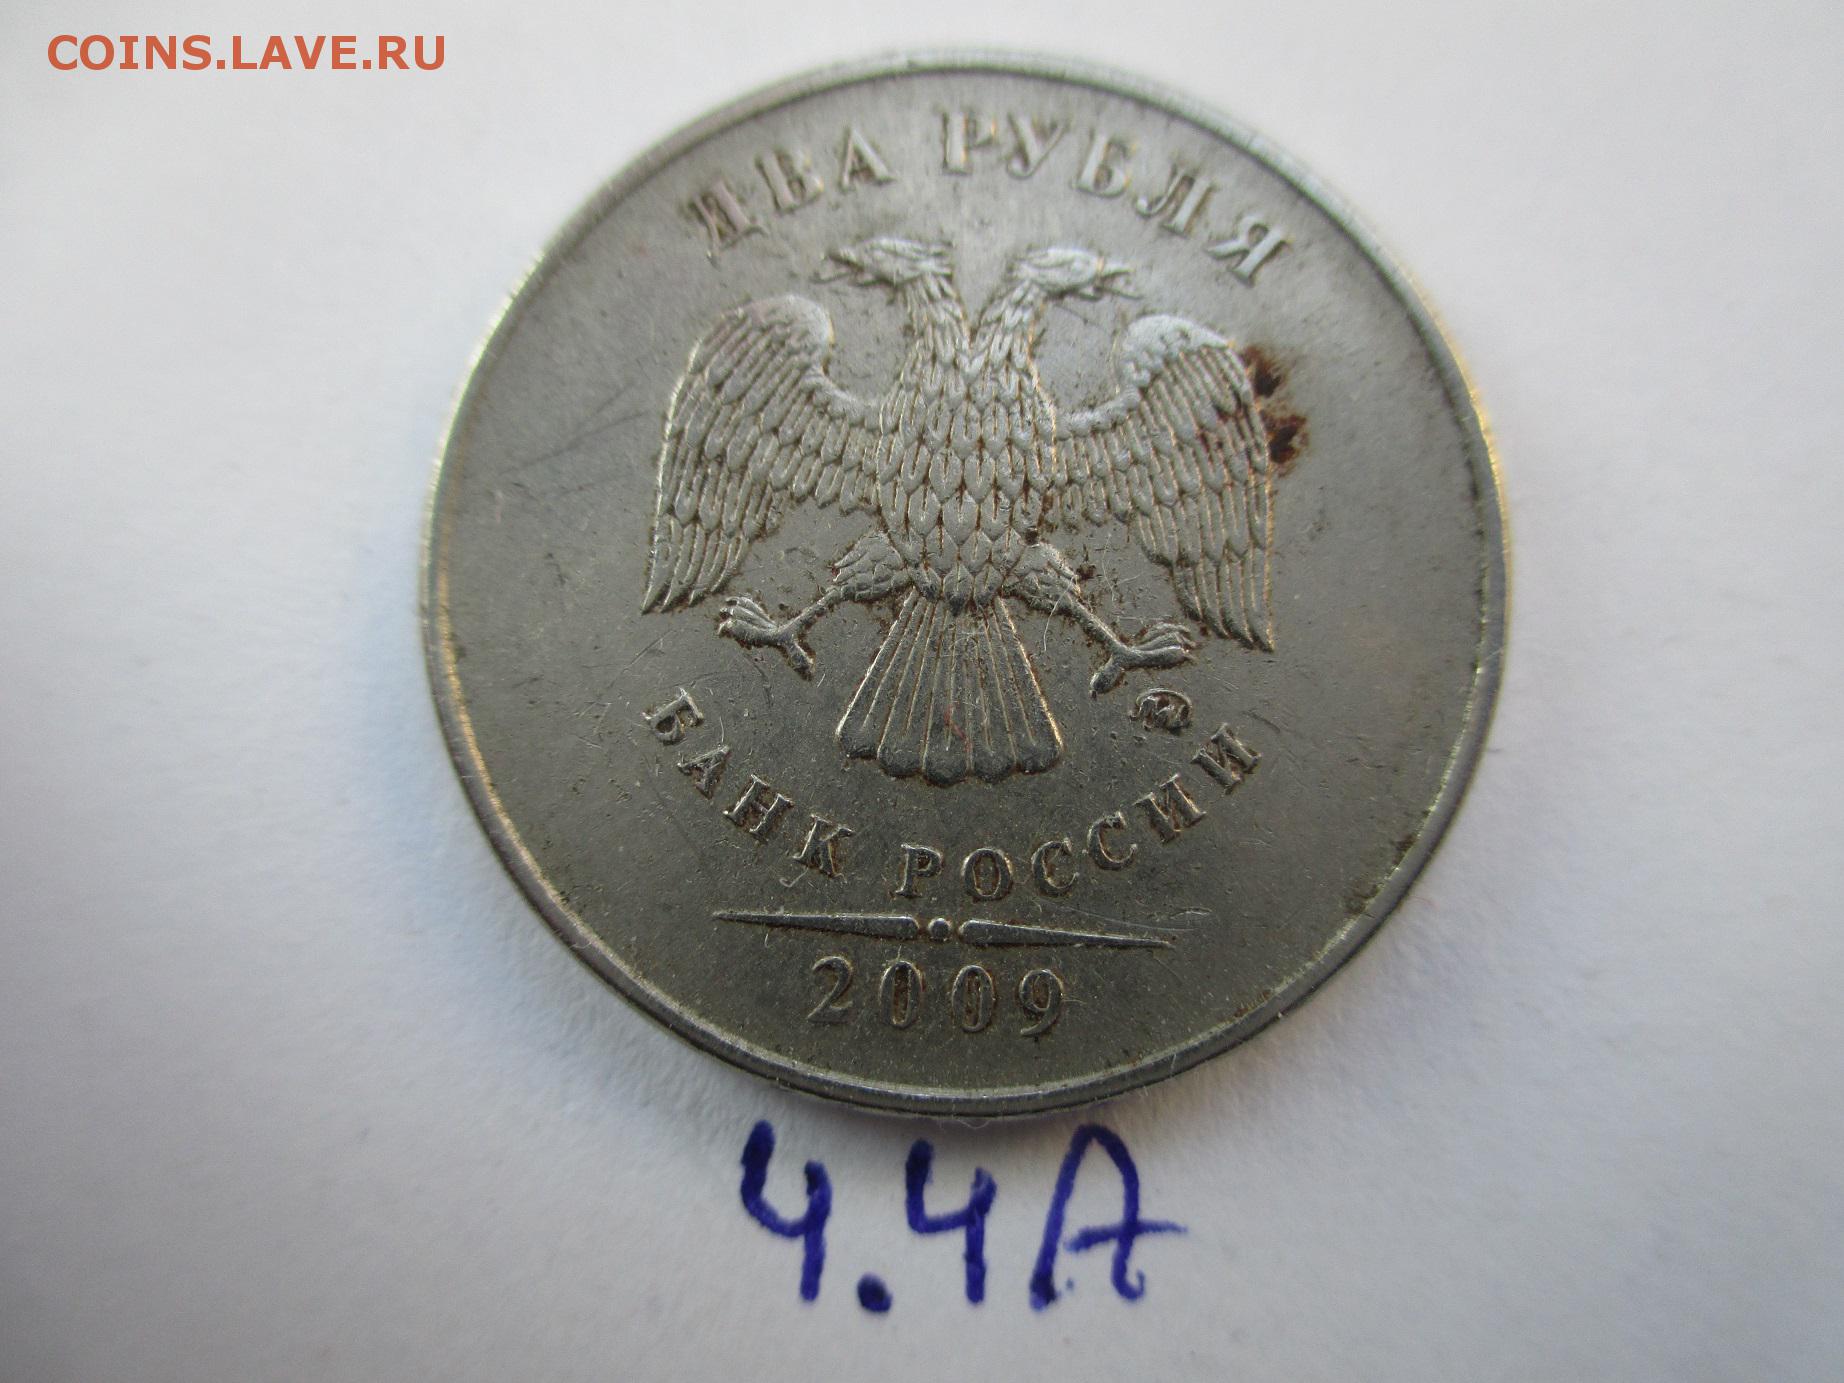 COINS.LAVE.RU
ДВА РУБЛЯ
БАНК РОССИИ
2009
4.4А